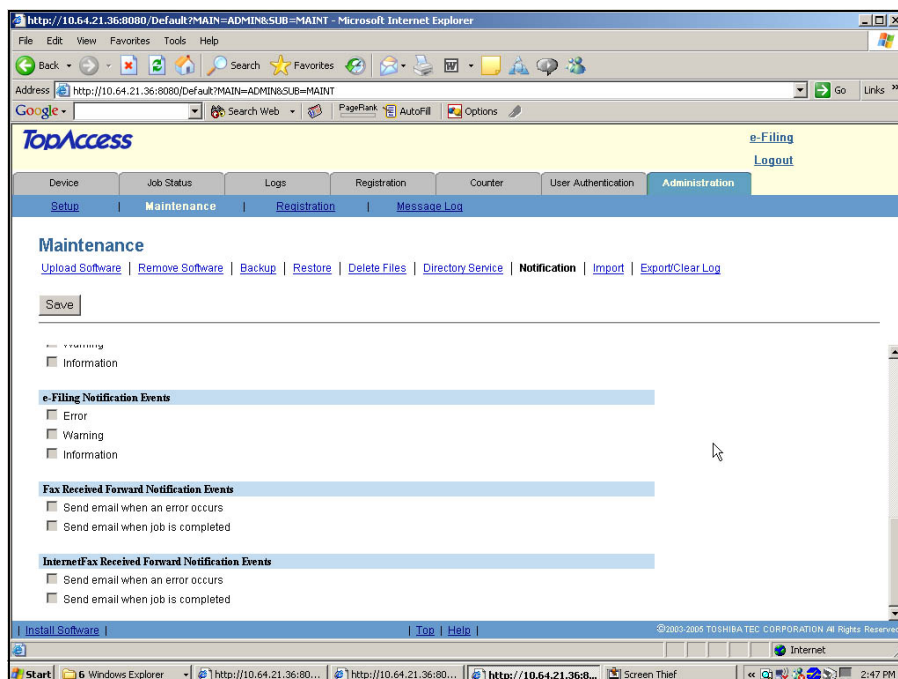 http://10.64.21.36:8080/Default?MAIN=ADMIN&SUB=MAINT - Microsoft Internet Explorer
File Edit View Favorites Tools Help
Back Search Favorites
Address http://10.64.21.36:8080/Default?MAIN=ADMIN&SUB=MAINT Go Links »
Google Search Web PageRank AutoFill Options
TopAccess
e-Filing
Logout
Device Job Status Logs Registration Counter User Authentication Administration
Setup | Maintenance | Registration | Message Log
Maintenance
Upload Software | Remove Software | Backup | Restore | Delete Files | Directory Service | Notification | Import | Export/Clear Log
Save
Warning
Information
e-Filing Notification Events
Error
Warning
Information
Fax Received Forward Notification Events
Send email when an error occurs
Send email when job is completed
InternetFax Received Forward Notification Events
Send email when an error occurs
Send email when job is completed
| Install Software | | Top | Help | ©2003-2005 TOSHIBA TEC CORPORATION All Rights Reserved
Internet
Start 6 Windows Explorer http://10.64.21.36:80... http://10.64.21.36:80... http://10.64.21.36:8... Screen Thief « 2:47 PM